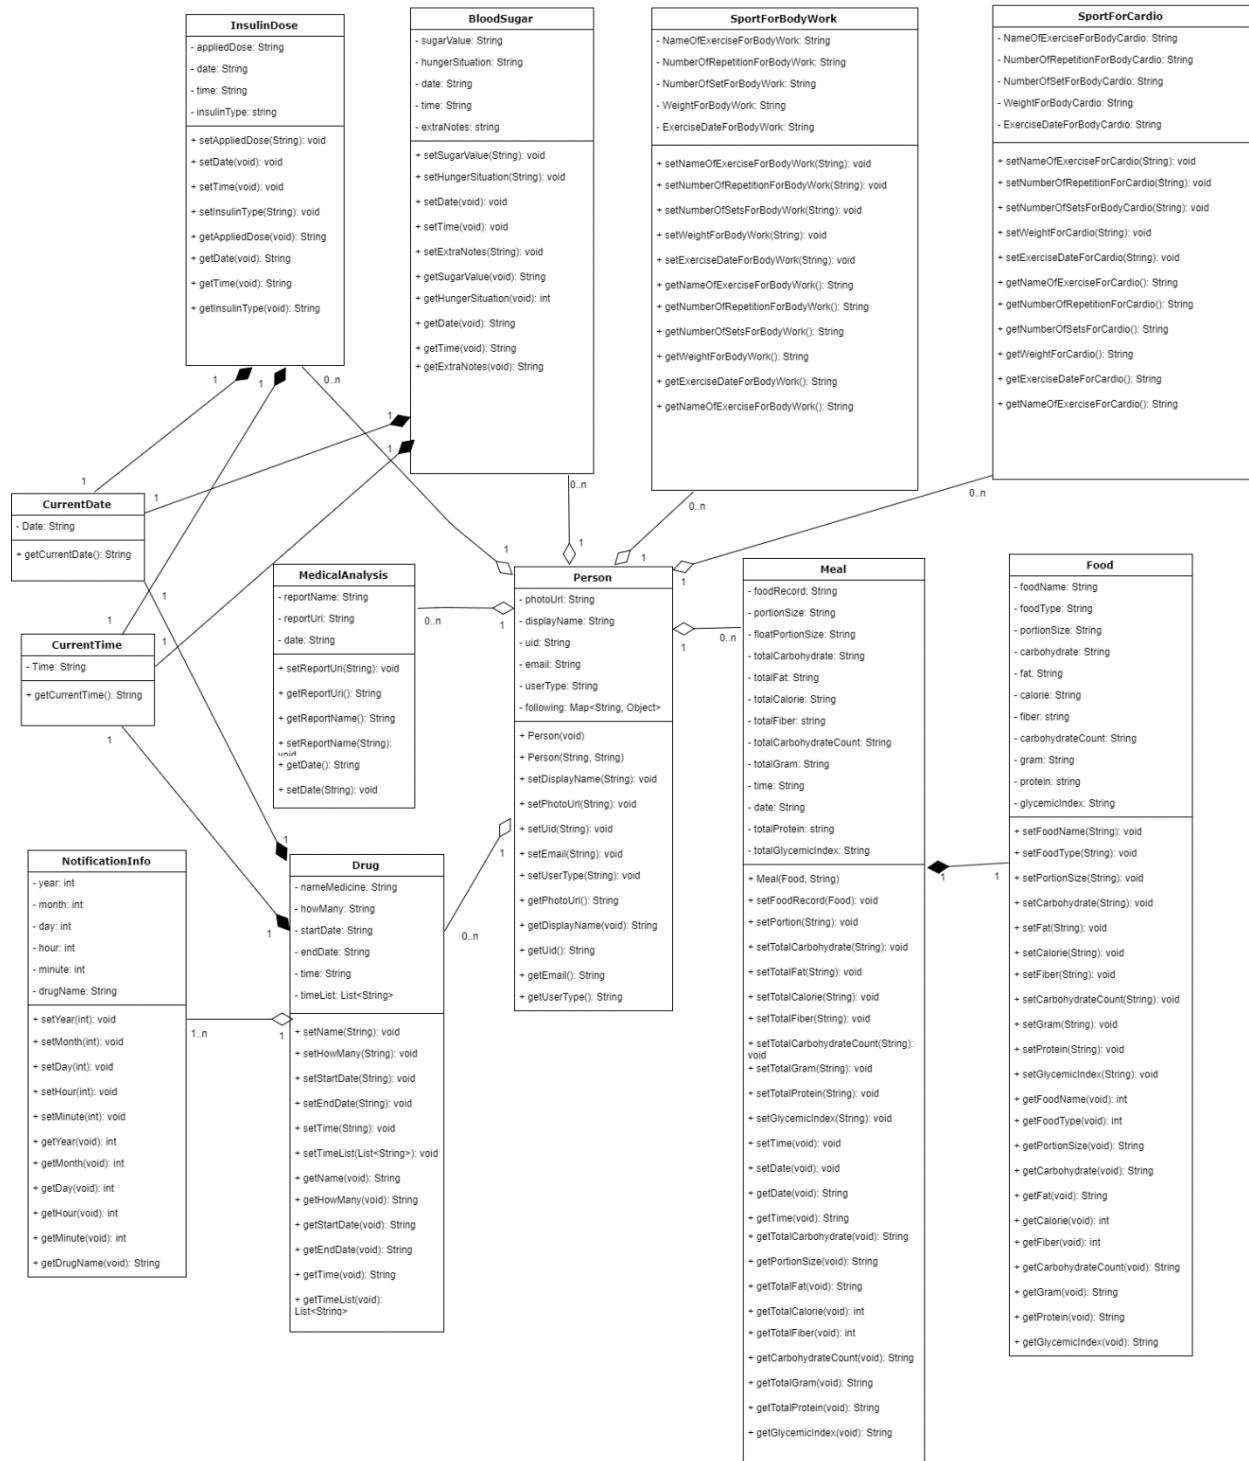 InsulinDose
- appliedDose: String
- date: String
- time: String
- insulinType: string
+ setAppliedDose(String): void
+ setDate(void): void
+ setTime(void): void
+ setInsulinType(String): void
+ getAppliedDose(void): String
+ getDate(void): String
+ getTime(void): String
+ getInsulinType(void): String
BloodSugar
- sugarValue: String
- hungerSituation: String
- date: String
- time: String
- extraNotes: string
+ setSugarValue(String): void
+ setHungerSituation(String): void
+ setDate(void): void
+ setTime(void): void
+ setExtraNotes(String): void
+ getSugarValue(void): String
+ getHungerSituation(void): int
+ getDate(void): String
+ getTime(void): String
+ getExtraNotes(void): String
SportForBodyWork
- NameOfExerciseForBodyWork: String
- NumberOfRepetitionForBodyWork: String
- NumberOfSetForBodyWork: String
- WeightForBodyWork: String
- ExerciseDateForBodyWork: String
+ setNameOfExerciseForBodyWork(String): void
+ setNumberOfRepetitionForBodyWork(String): void
+ setNumberOfSetsForBodyWork(String): void
+ setWeightForBodyWork(String): void
+ setExerciseDateForBodyWork(String): void
+ getNameOfExerciseForBodyWork(): String
+ getNumberOfRepetitionForBodyWork(): String
+ getNumberOfSetsForBodyWork(): String
+ getWeightForBodyWork(): String
+ getExerciseDateForBodyWork(): String
+ getNameOfExerciseForBodyWork(): String
SportForCardio
- NameOfExerciseForBodyCardio: String
- NumberOfRepetitionForBodyCardio: String
- NumberOfSetForBodyCardio: String
- WeightForBodyCardio: String
- ExerciseDateForBodyCardio: String
+ setNameOfExerciseForCardio(String): void
+ setNumberOfRepetitionForCardio(String): void
+ setNumberOfSetsForBodyCardio(String): void
+ setWeightForCardio(String): void
+ setExerciseDateForCardio(String): void
+ getNameOfExerciseForCardio(): String
+ getNumberOfRepetitionForCardio(): String
+ getNumberOfSetsForCardio(): String
+ getWeightForCardio(): String
+ getExerciseDateForCardio(): String
+ getNameOfExerciseForCardio(): String
1
1
0..n
1
1
1
1
0..n
0..n
0..n
CurrentDate
- Date: String
+ getCurrentDate(): String
1
1
1
1
1
1
1
CurrentTime
- Time: String
+ getCurrentTime(): String
1
MedicalAnalysis
- reportName: String
- reportUri: String
- date: String
+ setReportUri(String): void
+ getReportUri(): String
+ getReportName(): String
+ setReportName(String):
void
+ getDate(): String
+ setDate(String): void
0..n
1
Person
- photoUrl: String
- displayName: String
- uid: String
- email: String
- userType: String
- following: Map<String, Object>
+ Person(void)
+ Person(String, String)
+ setDisplayName(String): void
+ setPhotoUrl(String): void
+ setUid(String): void
+ setEmail(String): void
+ setUserType(String): void
+ getPhotoUrl(): String
+ getDisplayName(void): String
+ getUid(): String
+ getEmail(): String
+ getUserType(): String
1
0..n
1
0..n
Meal
- foodRecord: String
- portionSize: String
- floatPortionSize: String
- totalCarbohydrate: String
- totalFat: String
- totalCalorie: String
- totalFiber: string
- totalCarbohydrateCount: String
- totalGram: String
- time: String
- date: String
- totalProtein: string
- totalGlycemicIndex: String
+ Meal(Food, String)
+ setFoodRecord(Food): void
+ setPortion(String): void
+ setTotalCarbohydrate(String): void
+ setTotalFat(String): void
+ setTotalCalorie(String): void
+ setTotalFiber(String): void
+ setTotalCarbohydrateCount(String):
void
+ setTotalGram(String): void
+ setTotalProtein(String): void
+ setGlycemicIndex(String): void
+ setTime(void): void
+ setDate(void): void
+ getDate(void): String
+ getTime(void): String
+ getTotalCarbohydrate(void): String
+ getPortionSize(void): String
+ getTotalFat(void): String
+ getTotalCalorie(void): int
+ getTotalFiber(void): int
+ getCarbohydrateCount(void): String
+ getTotalGram(void): String
+ getTotalProtein(void): String
+ getGlycemicIndex(void): String
1
1
Food
- foodName: String
- foodType: String
- portionSize: String
- carbohydrate: String
- fat: String
- calorie: String
- fiber: string
- carbohydrateCount: String
- gram: String
- protein: string
- glycemicIndex: String
+ setFoodName(String): void
+ setFoodType(String): void
+ setPortionSize(String): void
+ setCarbohydrate(String): void
+ setFat(String): void
+ setCalorie(String): void
+ setFiber(String): void
+ setCarbohydrateCount(String): void
+ setGram(String): void
+ setProtein(String): void
+ setGlycemicIndex(String): void
+ getFoodName(void): int
+ getFoodType(void): int
+ getPortionSize(void): String
+ getCarbohydrate(void): String
+ getFat(void): String
+ getCalorie(void): int
+ getFiber(void): int
+ getCarbohydrateCount(void): String
+ getGram(void): String
+ getProtein(void): String
+ getGlycemicIndex(void): String
NotificationInfo
- year: int
- month: int
- day: int
- hour: int
- minute: int
- drugName: String
+ setYear(int): void
+ setMonth(int): void
+ setDay(int): void
+ setHour(int): void
+ setMinute(int): void
+ getYear(void): int
+ getMonth(void): int
+ getDay(void): int
+ getHour(void): int
+ getMinute(void): int
+ getDrugName(void): String
1..n
1
1
1
Drug
- nameMedicine: String
- howMany: String
- startDate: String
- endDate: String
- time: String
- timeList: List<String>
+ setName(String): void
+ setHowMany(String): void
+ setStartDate(String): void
+ setEndDate(String): void
+ setTime(String): void
+ setTimeList(List<String>): void
+ getName(void): String
+ getHowMany(void): String
+ getStartDate(void): String
+ getEndDate(void): String
+ getTime(void): String
+ getTimeList(void):
List<String>